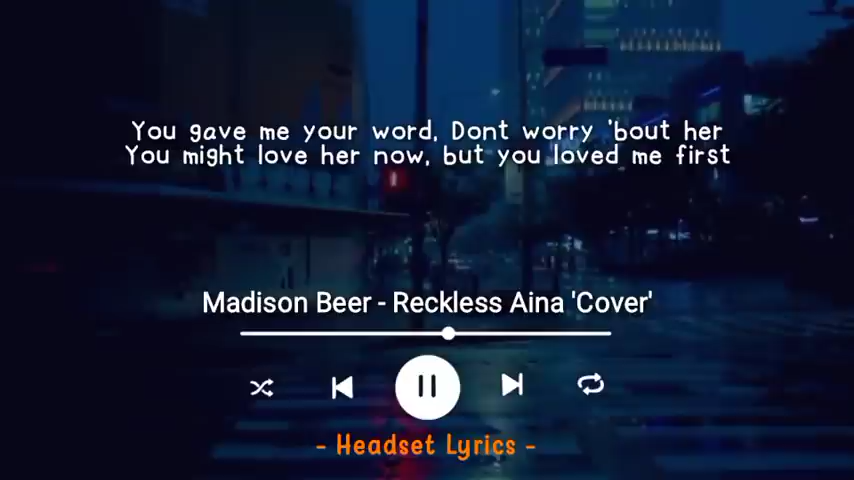 You gave me your word, Dont worry 'bout her
You might love her now, but you loved me first
Madison Beer - Reckless Aina 'Cover'
- Headset Lyrics -